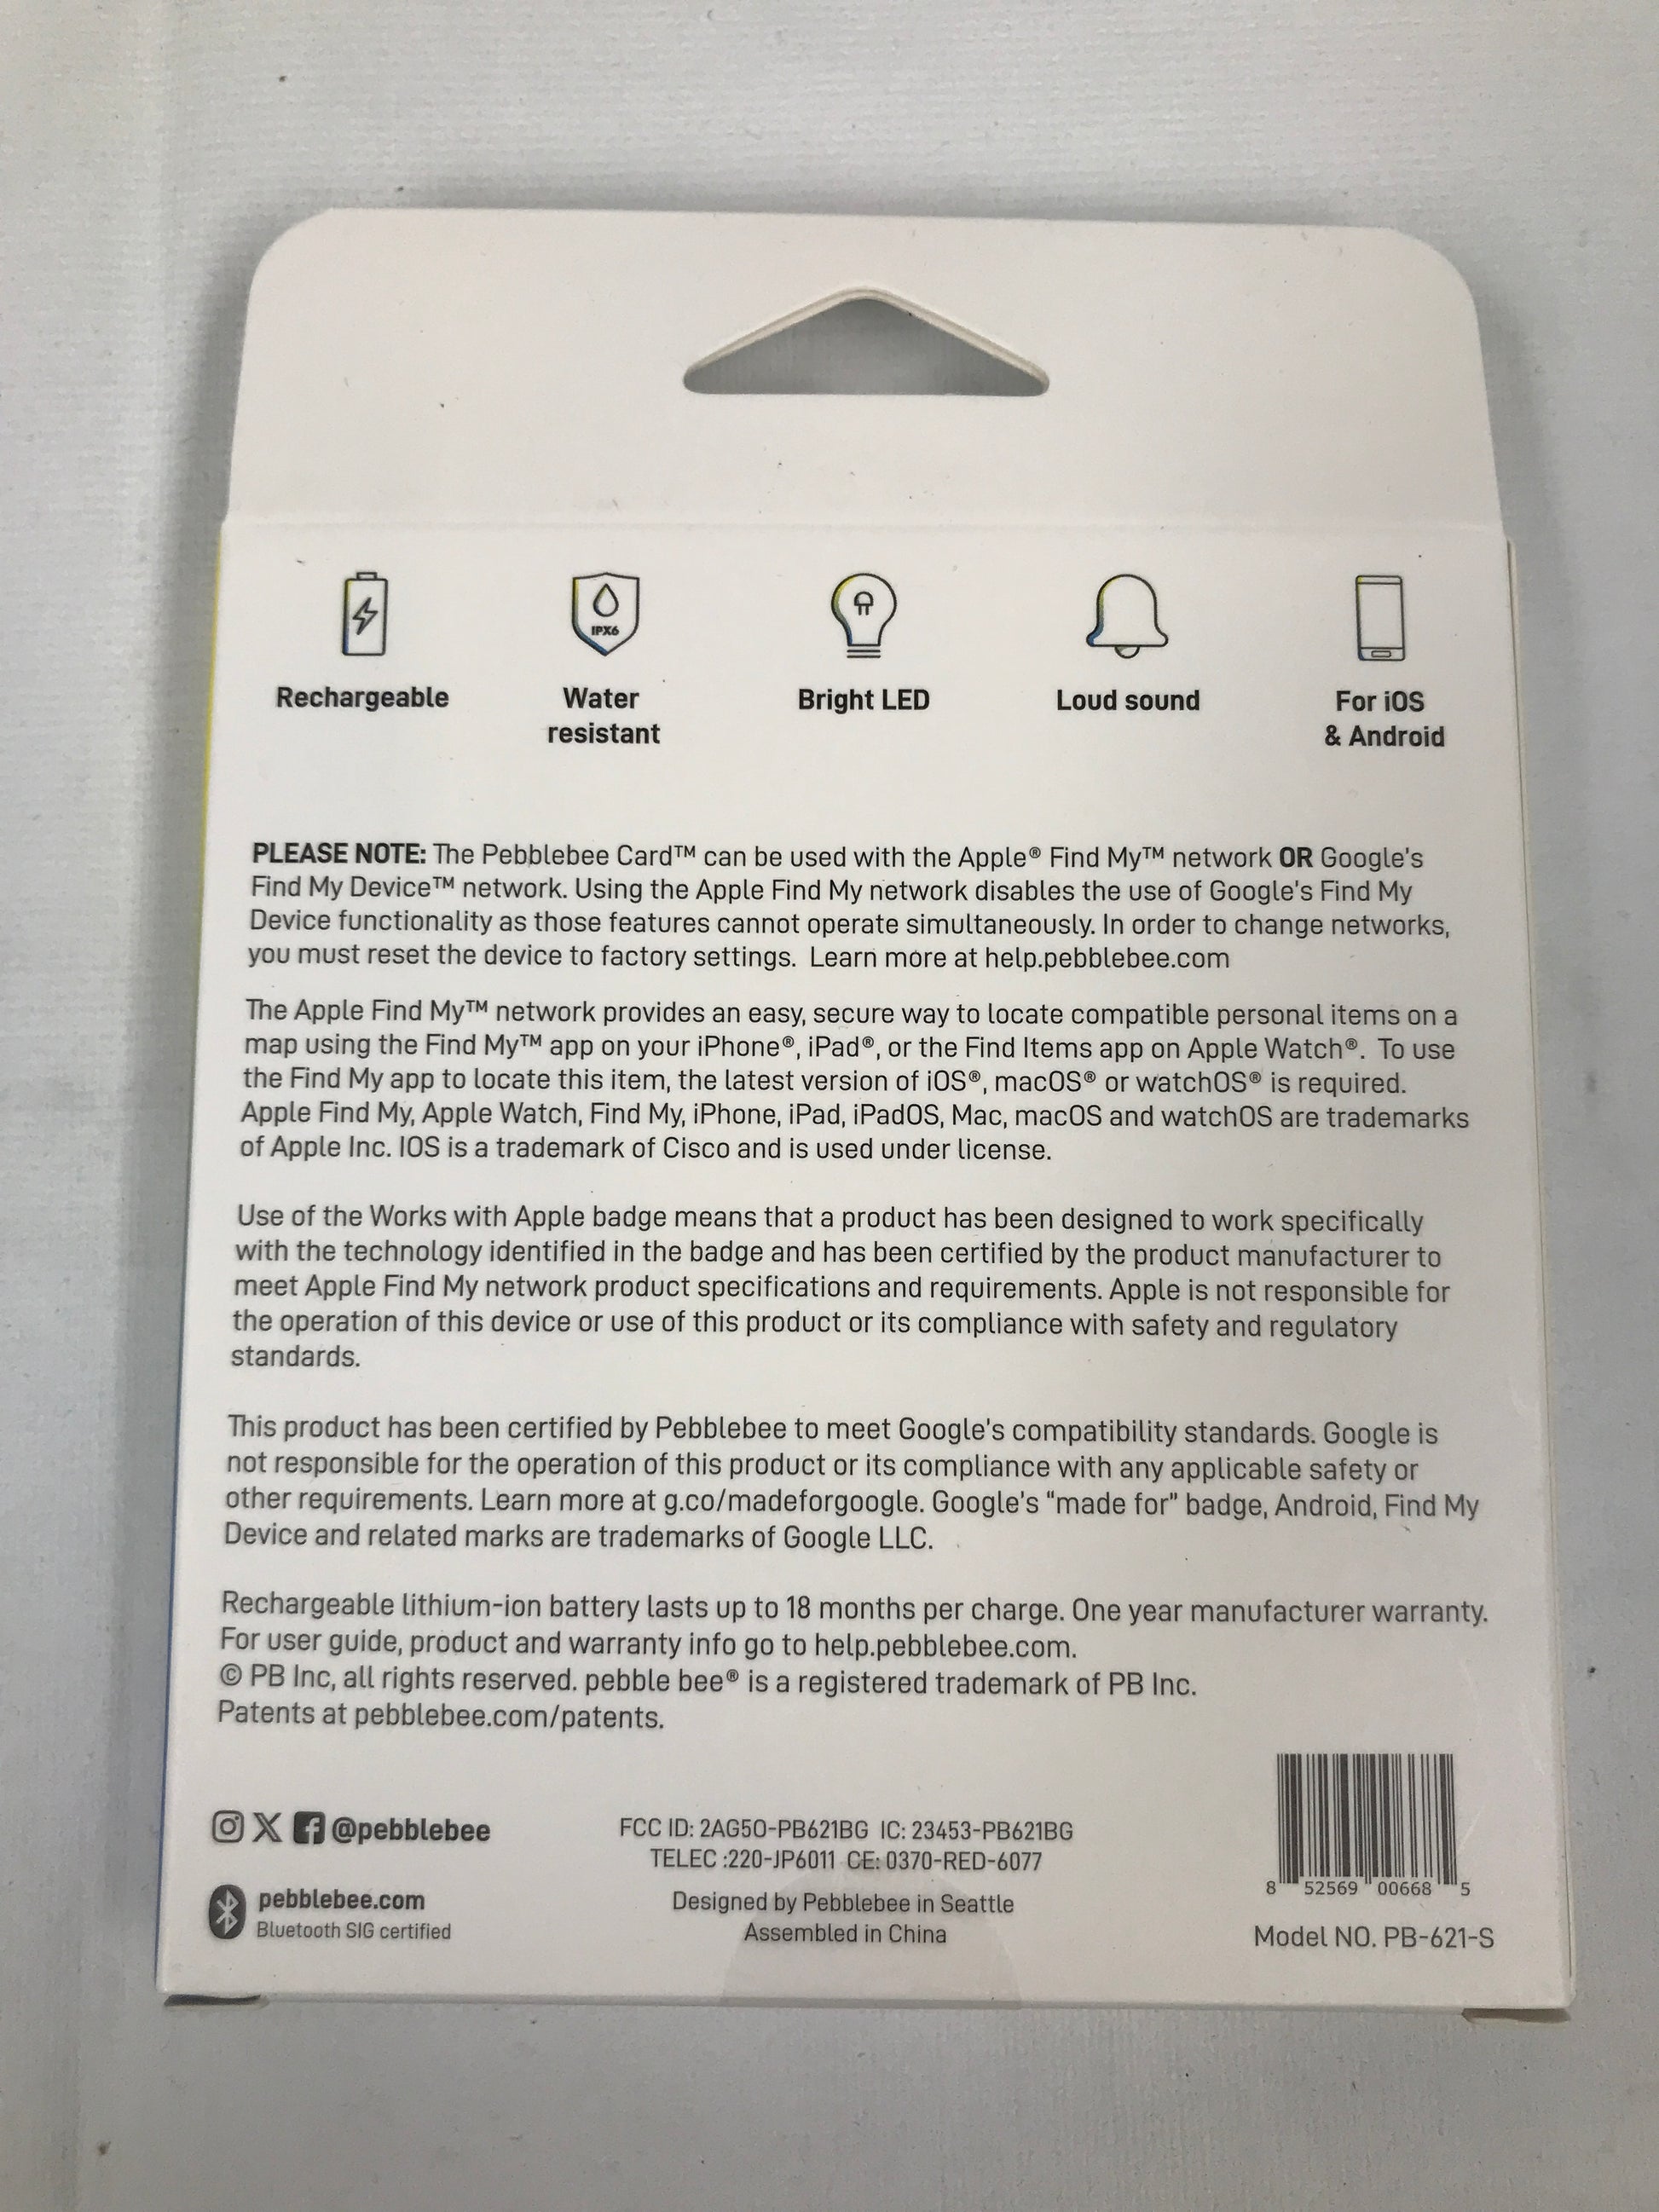 IPX6
Rechargeable
Water
resistant
Bright LED
Loud sound
For iOS
& Android
PLEASE NOTE: The Pebblebee Card™ can be used with the Apple® Find My™ network OR Google's
Find My Device™ network. Using the Apple Find My network disables the use of Google's Find My
Device functionality as those features cannot operate simultaneously. In order to change networks,
you must reset the device to factory settings. Learn more at help.pebblebee.com
The Apple Find My™ network provides an easy, secure way to locate compatible personal items on a
map using the Find My™ app on your iPhone®, iPad®, or the Find Items app on Apple Watch®. To use
the Find My app to locate this item, the latest version of iOS®, macOS® or watchOS® is required.
Apple Find My, Apple Watch, Find My, iPhone, iPad, iPadOS, Mac, macOS and watchOS are trademarks
of Apple Inc. IOS is a trademark of Cisco and is used under license.
Use of the Works with Apple badge means that a product has been designed to work specifically
with the technology identified in the badge and has been certified by the product manufacturer to
meet Apple Find My network product specifications and requirements. Apple is not responsible for
the operation of this device or use of this product or its compliance with safety and regulatory
standards.
This product has been certified by Pebblebee to meet Google's compatibility standards. Google is
not responsible for the operation of this product or its compliance with any applicable safety or
other requirements. Learn more at g.co/madeforgoogle. Google's "made for" badge, Android, Find My
Device and related marks are trademarks of Google LLC.
Rechargeable lithium-ion battery lasts up to 18 months per charge. One year manufacturer warranty.
For user guide, product and warranty info go to help.pebblebee.com.
© PB Inc, all rights reserved. pebble bee® is a registered trademark of PB Inc.
Patents at pebblebee.com/patents.
@pebblebee
pebblebee.com
Bluetooth SIG certified
FCC ID: 2AG5O-PB621BG IC: 23453-PB621BG
TELEC :220-JP6011 CE: 0370-RED-6077
Designed by Pebblebee in Seattle
Assembled in China
8 52569 00668 5
Model NO. PB-621-S